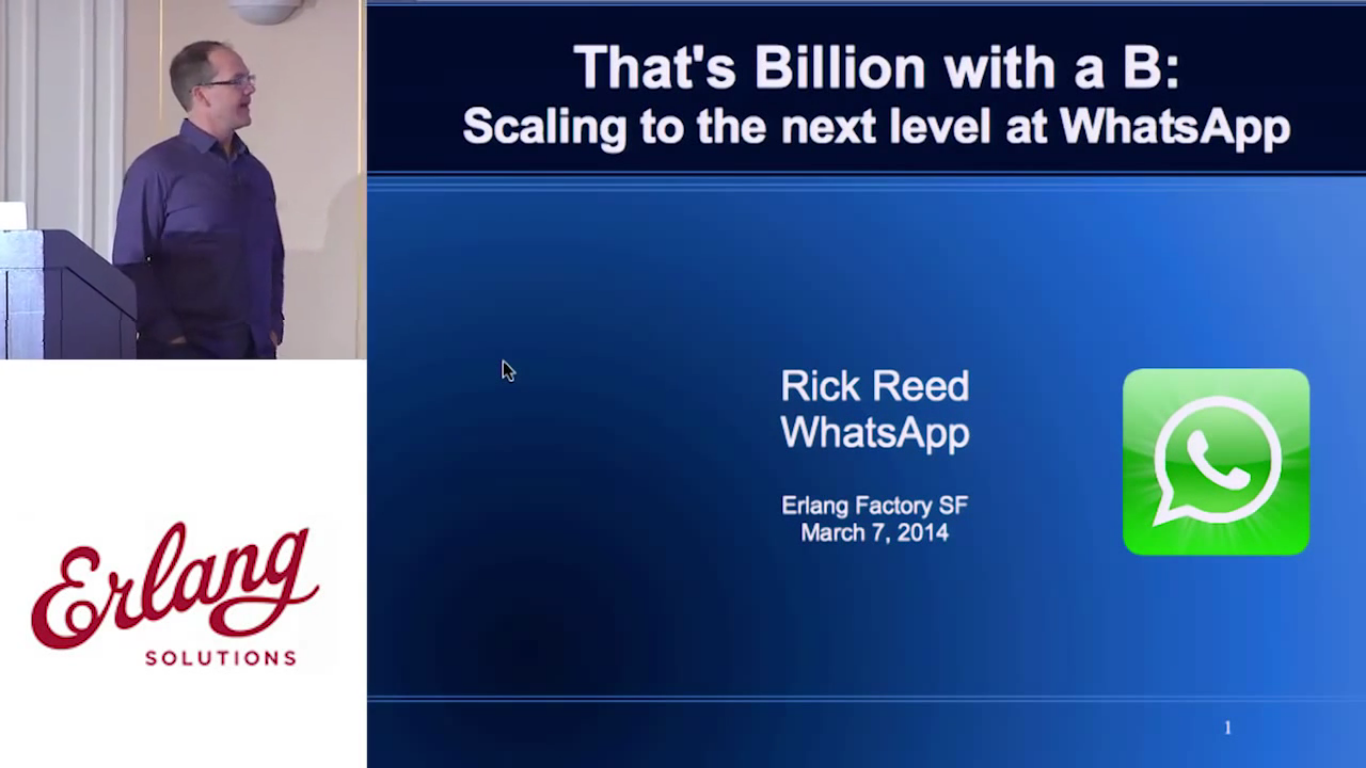 That's Billion with a B:
Scaling to the next level at WhatsApp
Rick Reed
WhatsApp
Erlang Factory SF
March 7, 2014
1
Erlang
SOLUTIONS